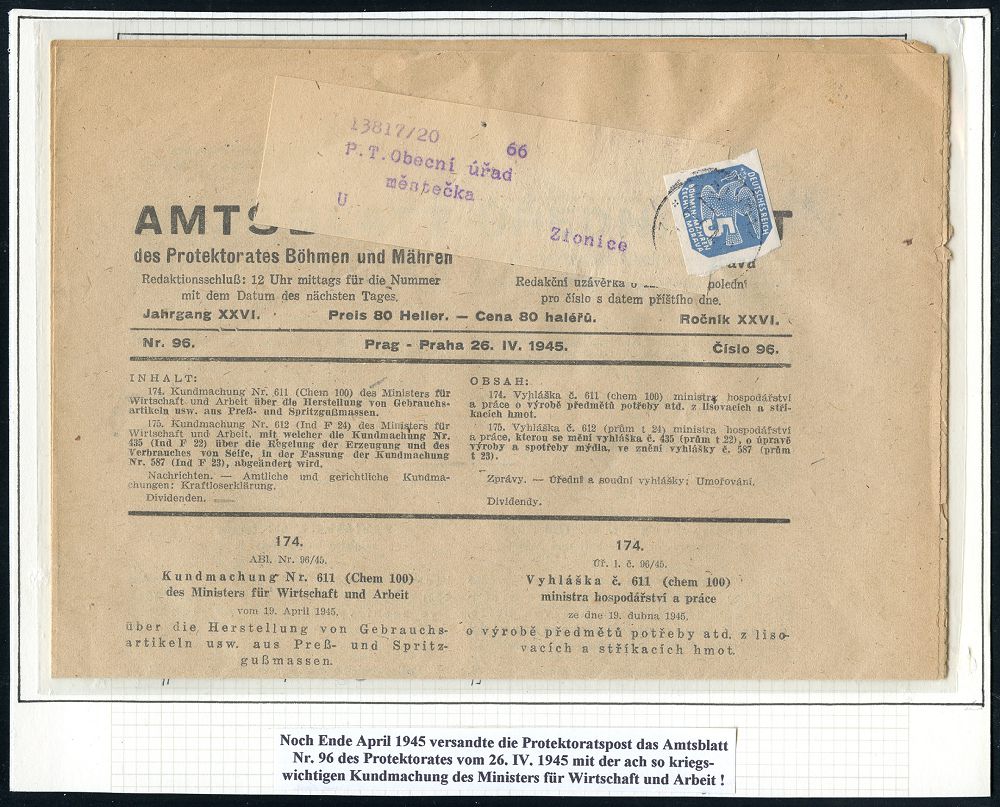 13817/20
66
P.T.Obecní úřad
městečka
U
Zlonice
DEUTSCHES REICH
BÖHMEN u. MÄHREN
ČECHY A MORAVA
5
AMTS
T
des Protektorates Böhmen und Mähren
Redaktionsschluß: 12 Uhr mittags für die Nummer
mit dem Datum des nächsten Tages.
Redakční uzávěrka
polední
pro číslo s datem příštího dne.
Jahrgang XXVI. Preis 80 Heller. — Cena 80 haléřů. Ročník XXVI.
Nr. 96. Prag - Praha 26. IV. 1945. Číslo 96.
INHALT:
174. Kundmachung Nr. 611 (Chem 100) des Ministers für
Wirtschaft und Arbeit über die Herstellung von Gebrauchs-
artikeln usw. aus Preß- und Spritzgußmassen.
175. Kundmachung Nr. 612 (Ind F 24) des Ministers für
Wirtschaft und Arbeit, mit welcher die Kundmachung Nr.
435 (Ind F 22) über die Regelung der Erzeugung und des
Verbrauches von Seife, in der Fassung der Kundmachung
Nr. 587 (Ind F 23), abgeändert wird.
Nachrichten. — Amtliche und gerichtliche Kundma-
chungen: Kraftloserklärung.
Dividenden.
OBSAH:
174. Vyhláška č. 611 (chem 100) ministra hospodářství
a práce o výrobě předmětů potřeby atd. z lisovacích a stří-
kacích hmot.
175. Vyhláška č. 612 (prům t 24) ministra hospodářství
a práce, kterou se mění vyhláška č. 435 (prům t 22), o úpravě
výroby a spotřeby mýdla, ve znění vyhlášky č. 587 (prům
t 23).
Zprávy. — Úřední a soudní vyhlášky: Umořování.
Dividendy.
174.
ABl. Nr. 96/45.
Kundmachung Nr. 611 (Chem 100)
des Ministers für Wirtschaft und Arbeit
vom 19. April 1945,
über die Herstellung von Gebrauchs-
artikeln usw. aus Preß- und Spritz-
gußmassen.
174.
Úř. l. č. 96/45.
Vyhláška č. 611 (chem 100)
ministra hospodářství a práce
ze dne 19. dubna 1945,
o výrobě předmětů potřeby atd. z liso-
vacích a stříkacích hmot.
Noch Ende April 1945 versandte die Protektoratspost das Amtsblatt
Nr. 96 des Protektorates vom 26. IV. 1945 mit der ach so kriegs-
wichtigen Kundmachung des Ministers für Wirtschaft und Arbeit !